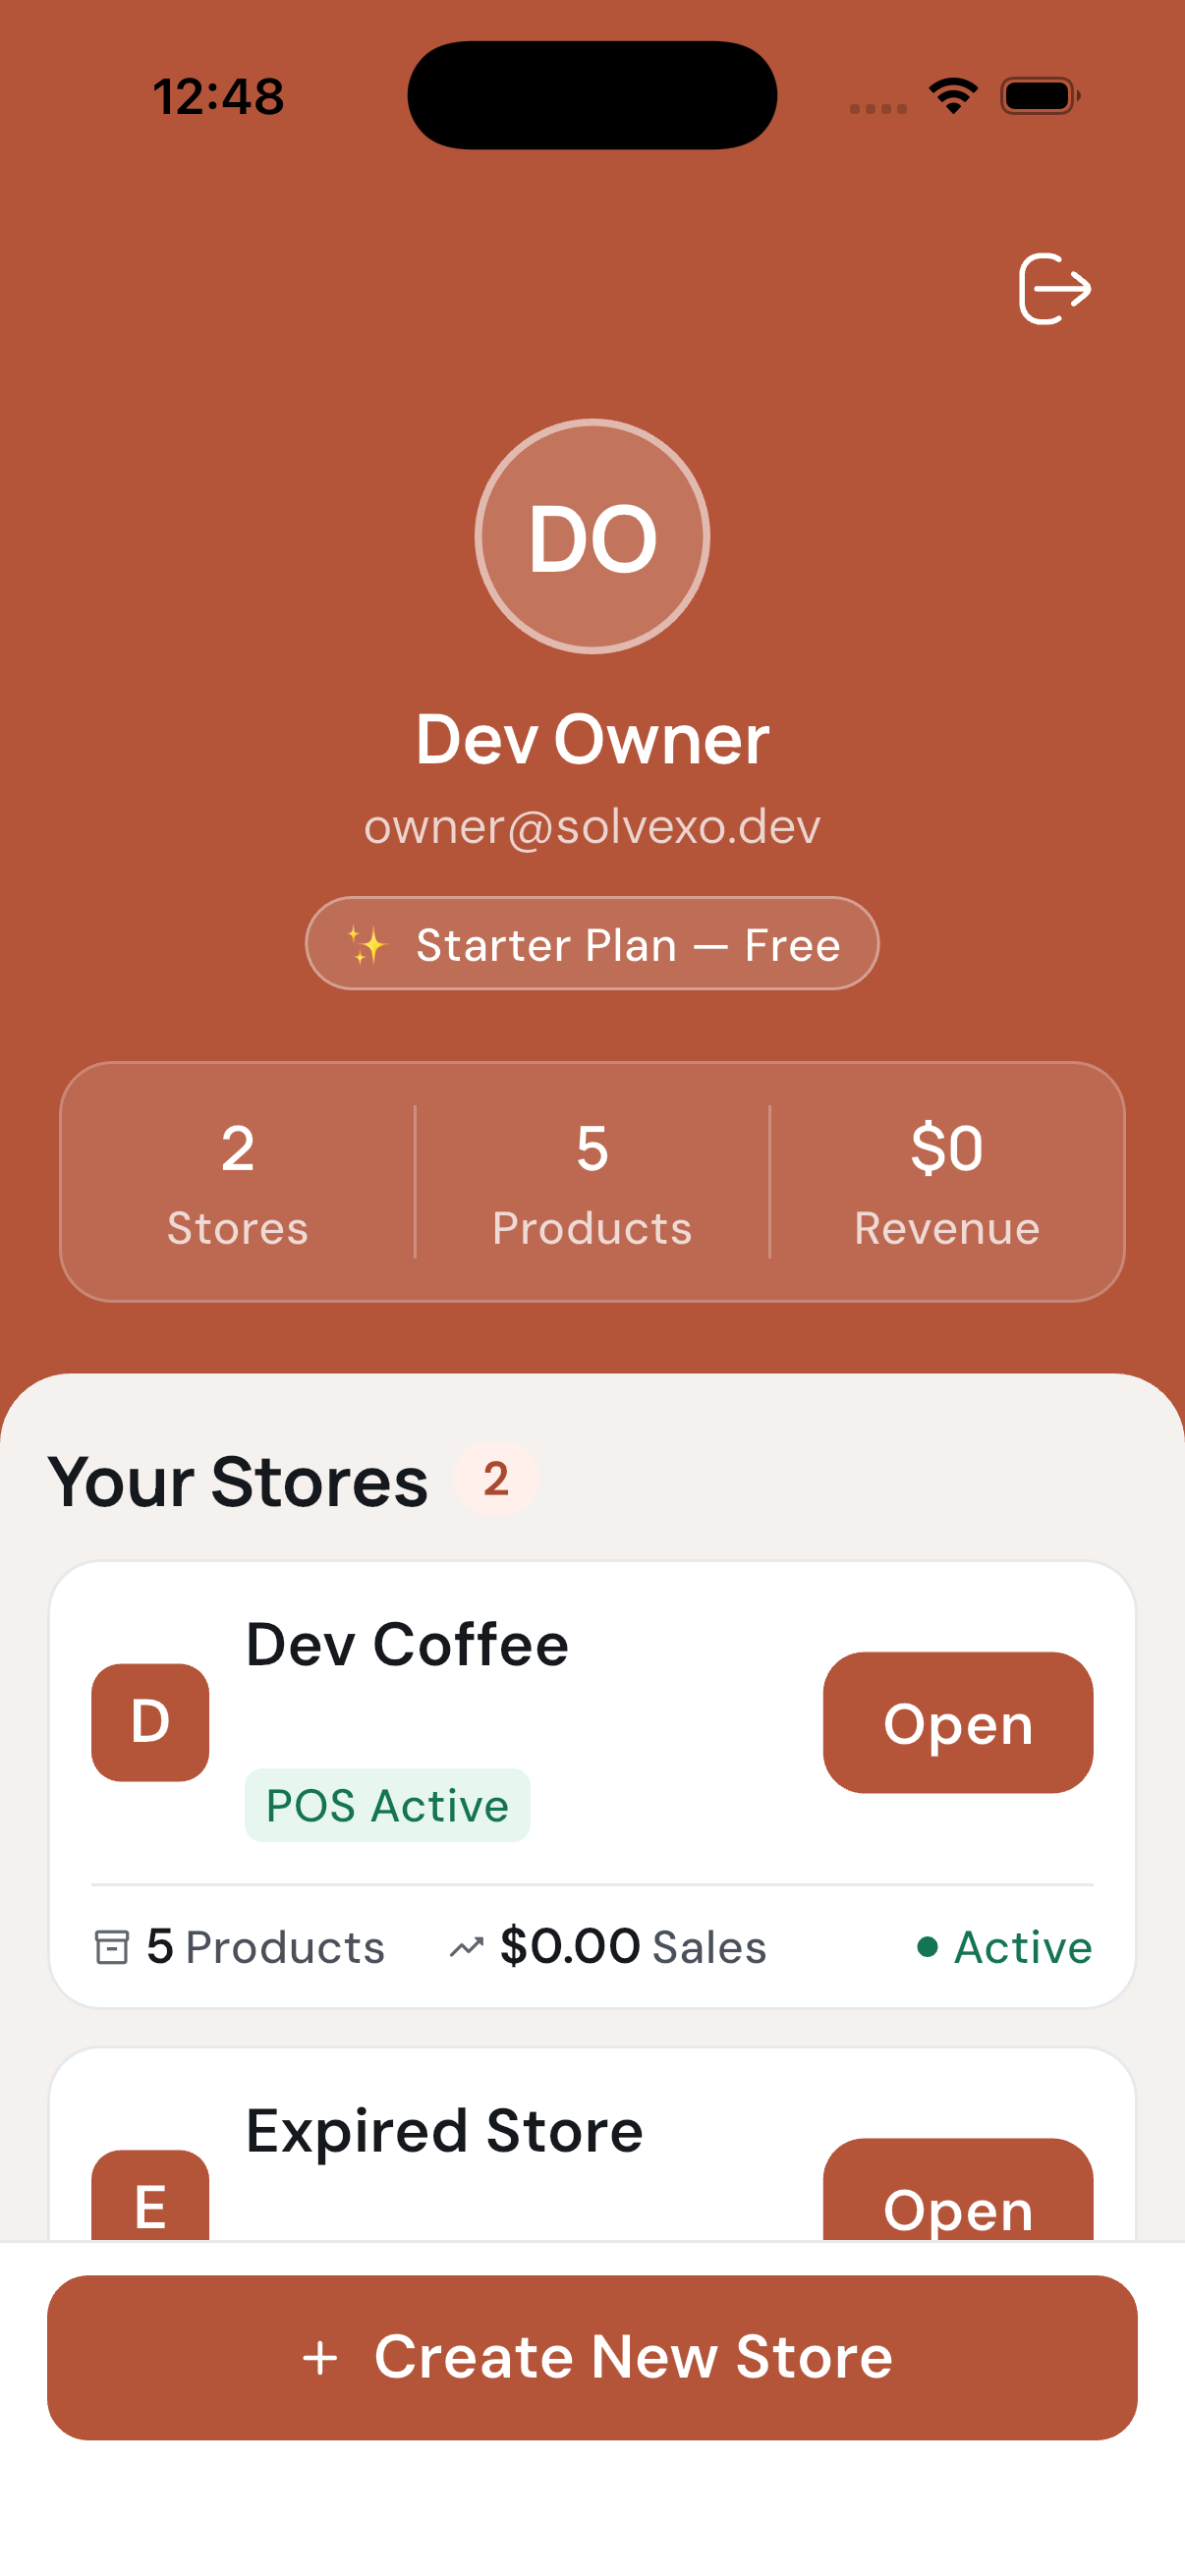 12:48
DO
Dev Owner
owner@solvexo.dev
✨ Starter Plan — Free
2 5 $0
Stores Products Revenue
Your Stores 2
Dev Coffee
D Open
POS Active
5 Products $0.00 Sales Active
Expired Store
E Open
+ Create New Store